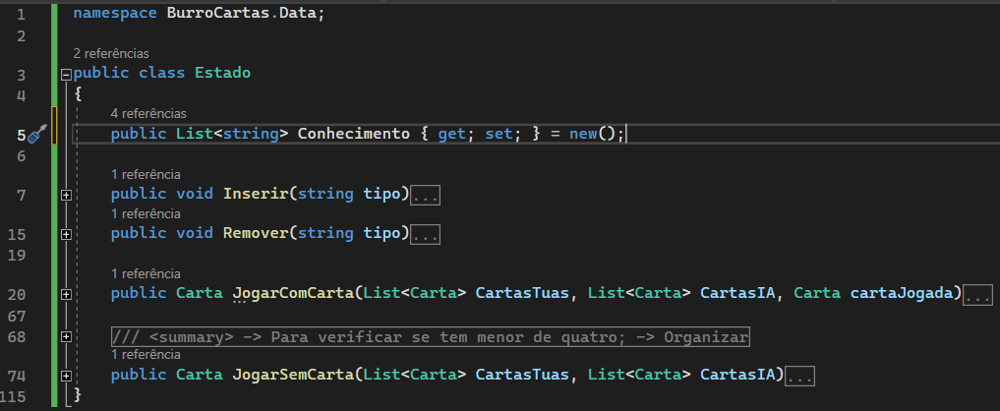 1 namespace BurroCartas.Data;
2
2 referências
3 public class Estado
4 {
4 referências
5 public List<string> Conhecimento { get; set; } = new();
6
1 referência
7 public void Inserir(string tipo)...
1 referência
15 public void Remover(string tipo)...
19
1 referência
20 public Carta JogarComCarta(List<Carta> CartasTuas, List<Carta> CartasIA, Carta cartaJogada)...
67
68 /// <summary> -> Para verificar se tem menor de quatro; -> Organizar
1 referência
74 public Carta JogarSemCarta(List<Carta> CartasTuas, List<Carta> CartasIA)...
115 }